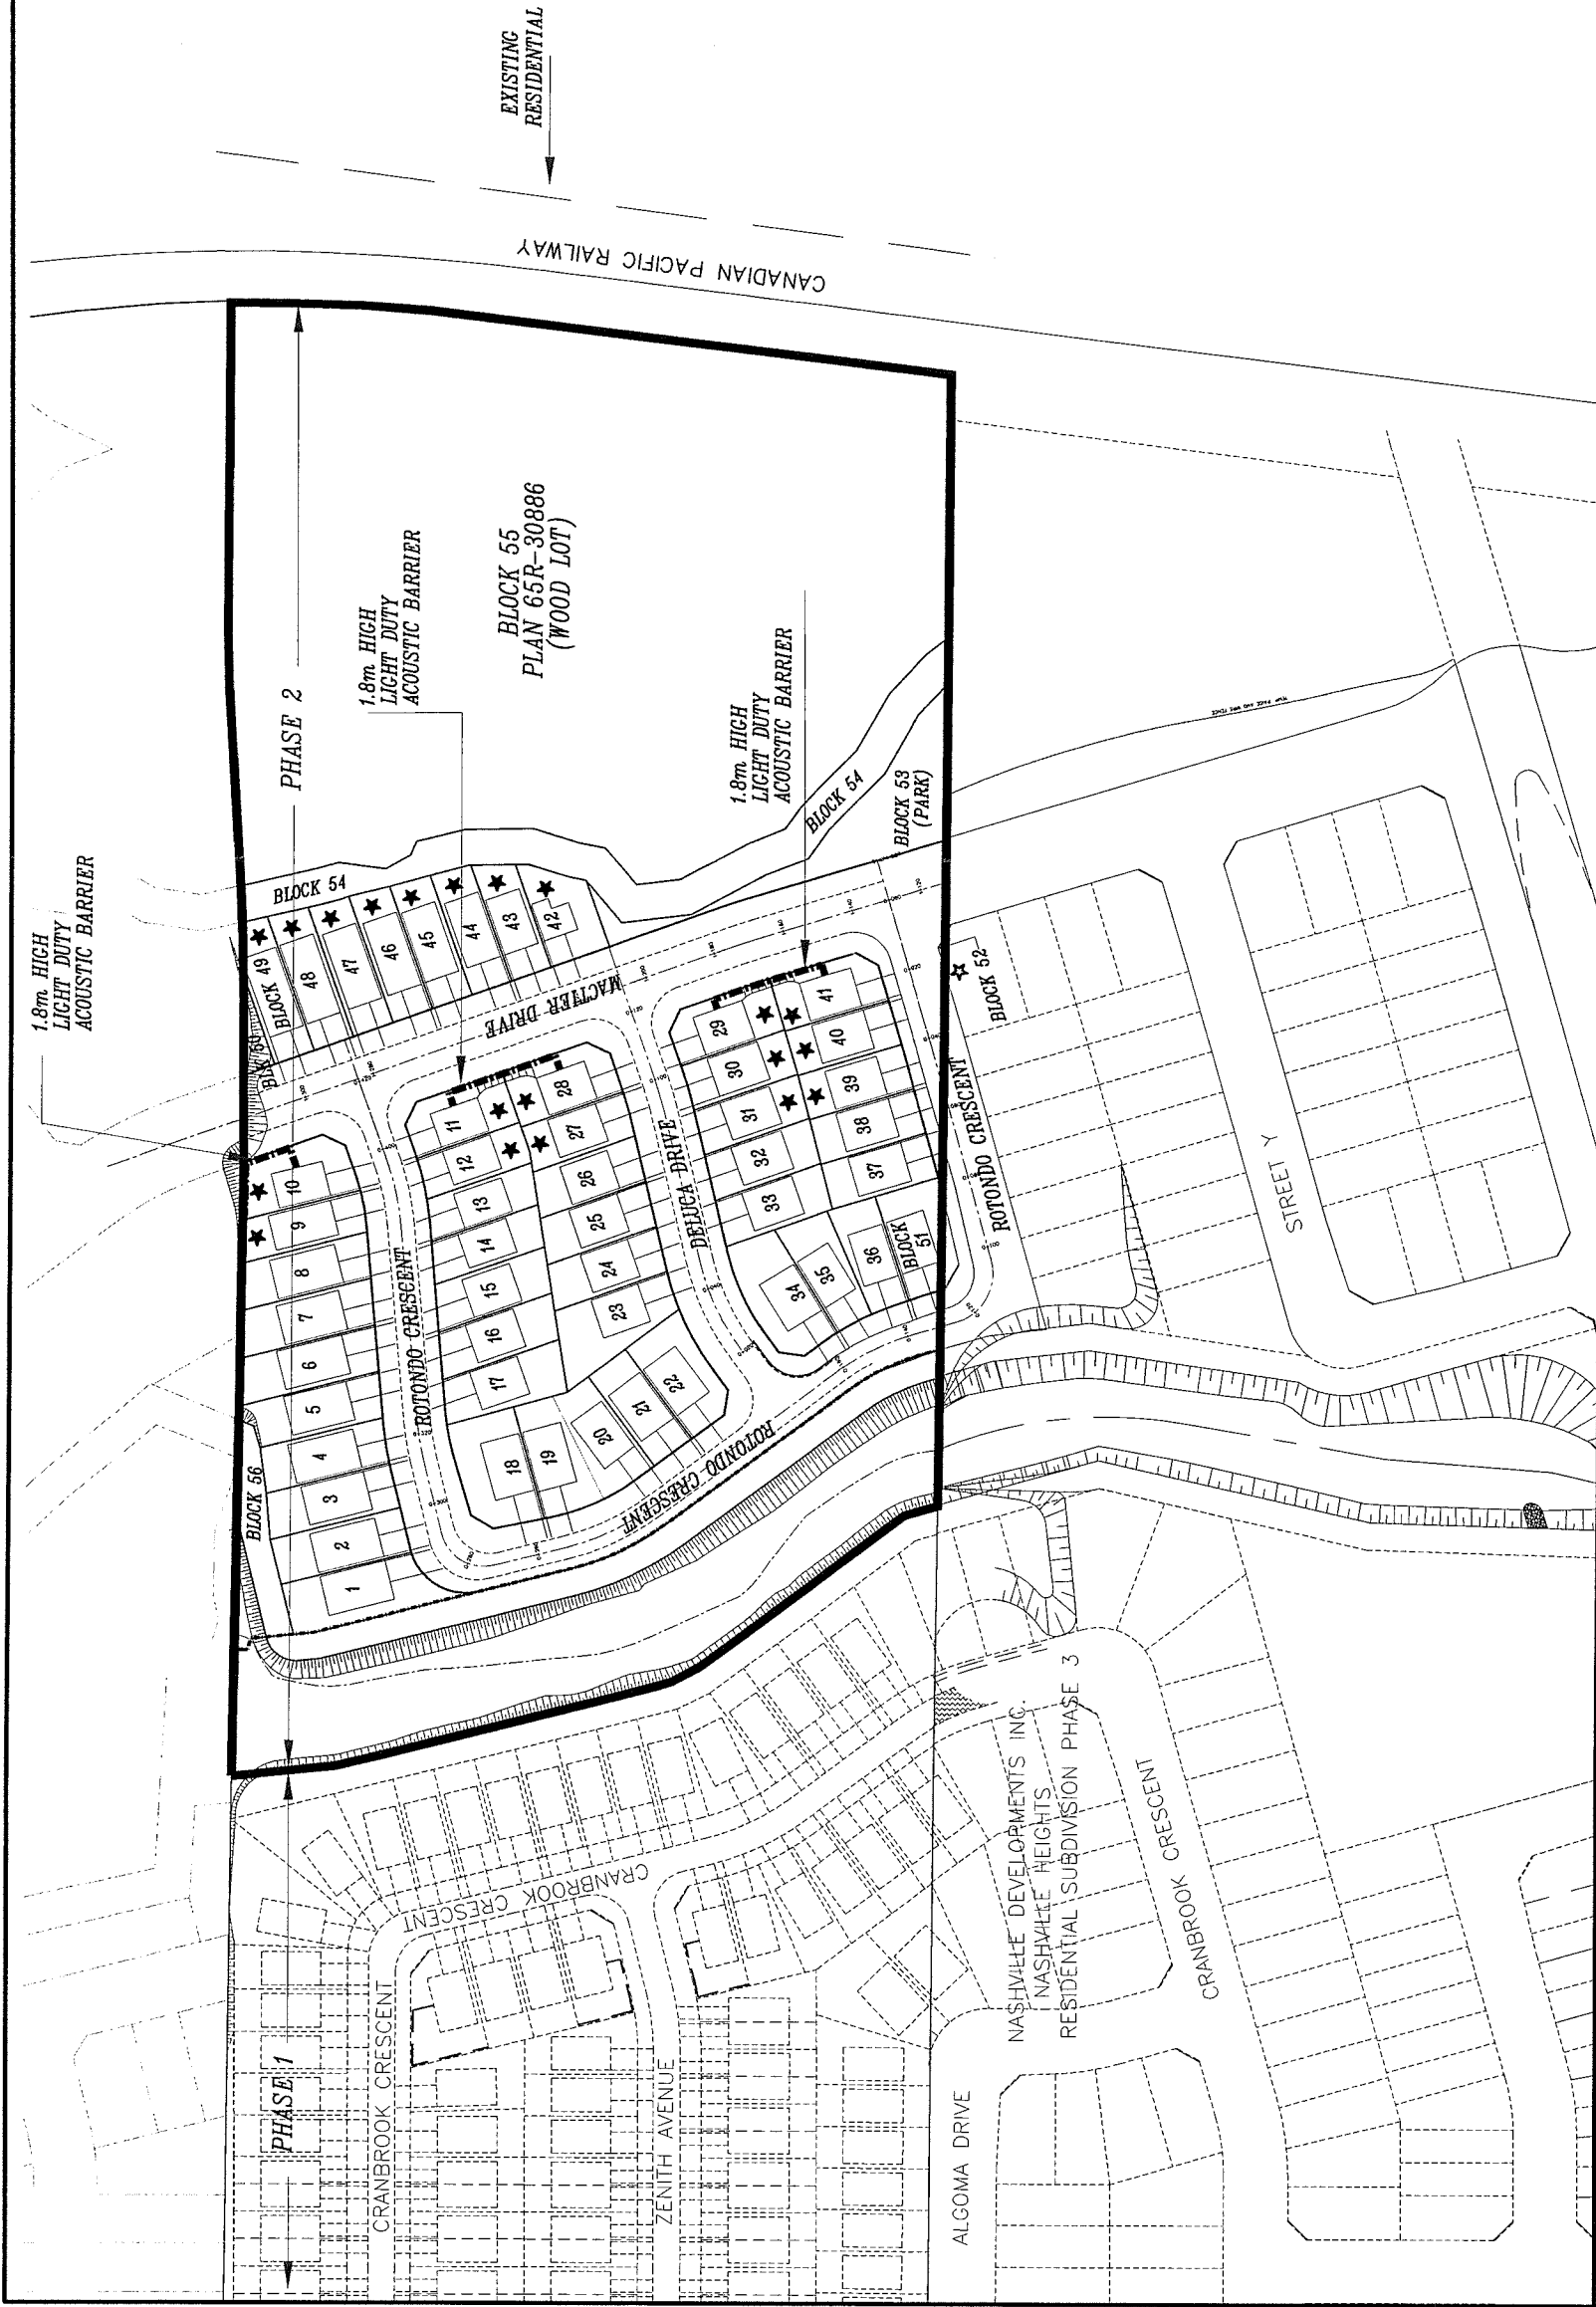 EXISTING
RESIDENTIAL
CANADIAN PACIFIC RAILWAY
PHASE 2
1.8m HIGH
LIGHT DUTY
ACOUSTIC BARRIER
1.8m HIGH
LIGHT DUTY
ACOUSTIC BARRIER
BLOCK 55
PLAN 65R-30886
(WOOD LOT)
1.8m HIGH
LIGHT DUTY
ACOUSTIC BARRIER
BLOCK 54
BLOCK 53
(PARK)
BLOCK 54
BLOCK 49
BLOCK
48
47
46
45
44
43
42
MACIVER DRIVE
BLOCK 52
10
9
8
7
6
5
4
3
2
1
BLOCK 56
ROTONDO CRESCENT
11
12
13
14
15
16
17
18
19
20
21
22
23
24
25
26
27
28
DELUCA DRIVE
29
30
31
32
33
34
35
36
BLOCK
51
37
38
39
40
41
ROTONDO CRESCENT
ROTONDO CRESCENT
STREET Y
PHASE 1
CRANBROOK CRESCENT
CRANBROOK CRESCENT
ZENITH AVENUE
ALGOMA DRIVE
NASHVILLE DEVELOPMENTS INC.
NASHVILLE HEIGHTS
RESIDENTIAL SUBDIVISION PHASE 3
CRANBROOK CRESCENT